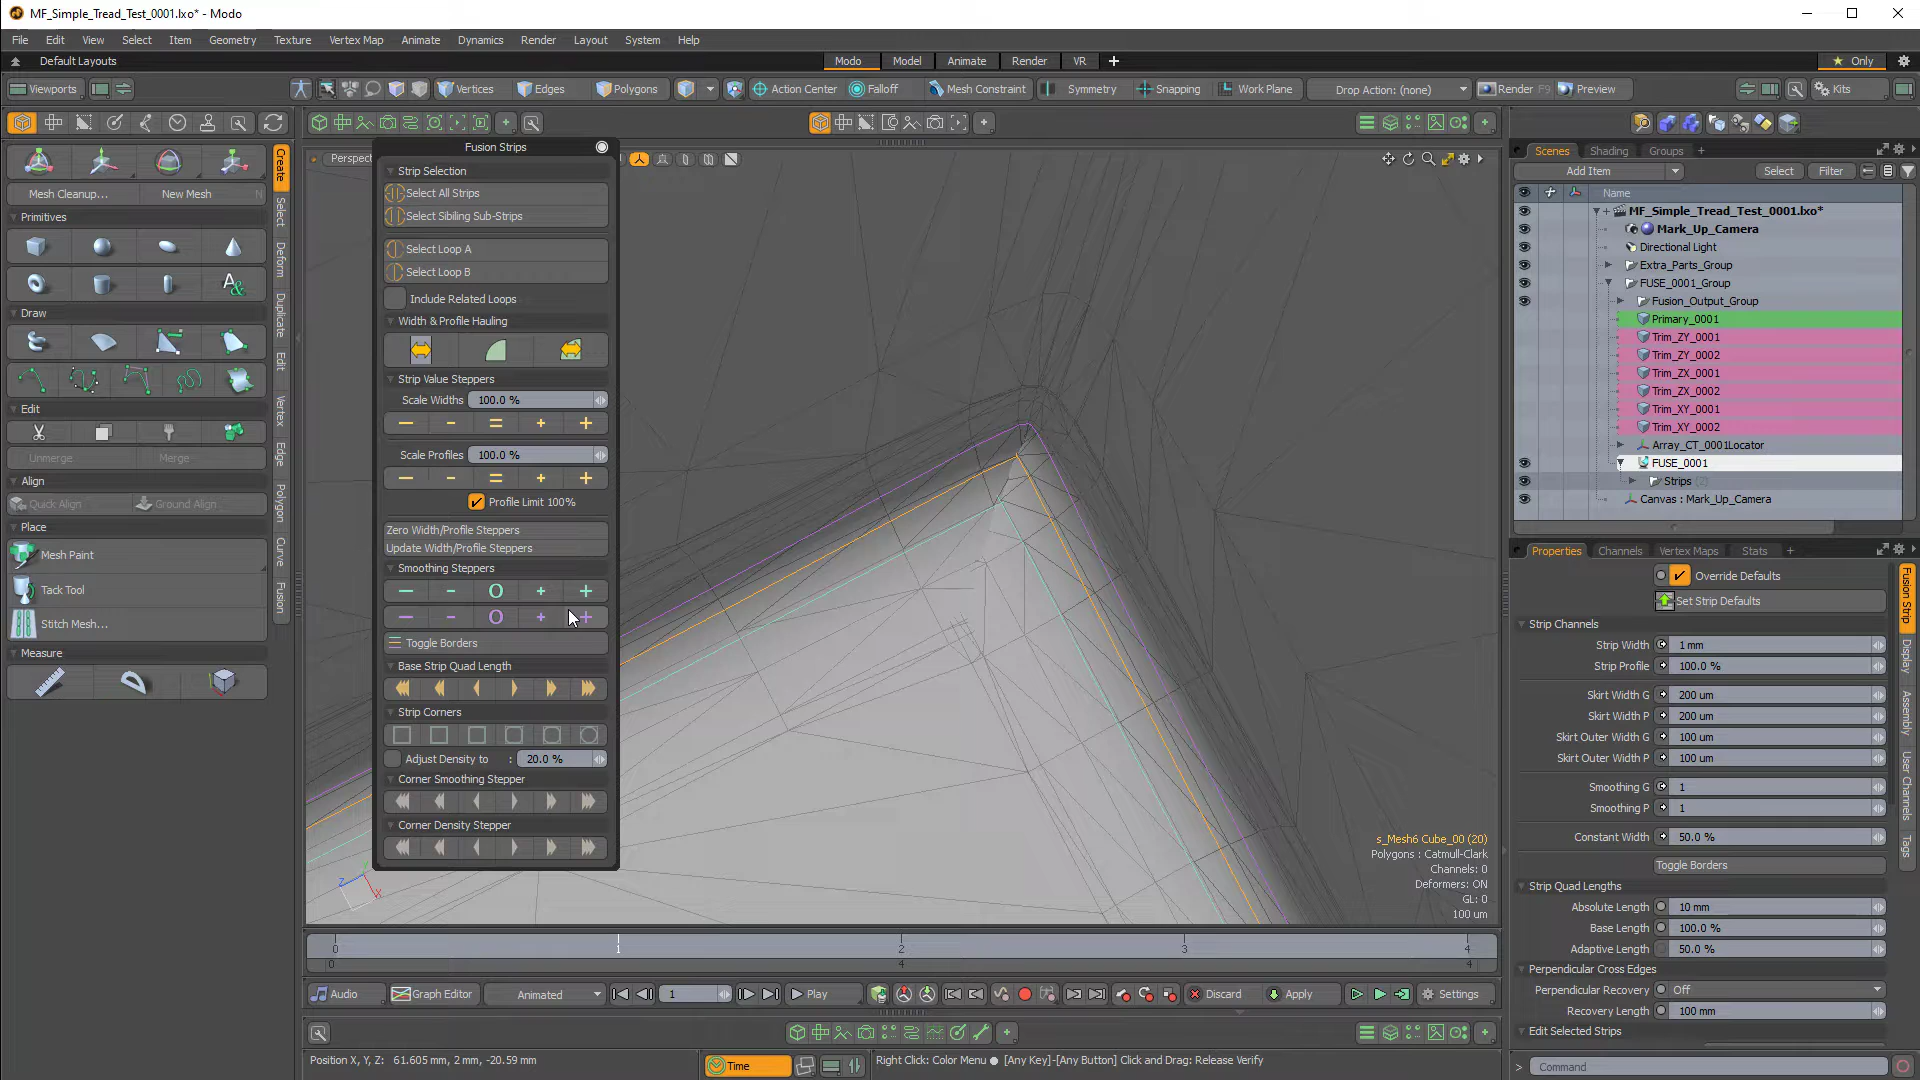 MF_Simple_Tread_Test_0001.lxo* - Modo
File Edit View Select Item Geometry Texture Vertex Map Animate Dynamics Render Layout System Help
Default Layouts
Modo Model Animate Render VR
Only
Viewports
Vertices Edges Polygons Action Center Falloff Mesh Constraint Symmetry Snapping Work Plane Drop Action: (none) Render F9 Preview Kits
Mesh Cleanup... New Mesh N
Primitives
Draw
Edit
Unmerge Merge
Align
Quick Align Ground Align
Place
Mesh Paint
Tack Tool
Stitch Mesh...
Measure
Create
Select
Deform
Duplicate
Edit
Vertex
Edge
Polygon
Curve
Fusion
Perspect
Fusion Strips
Strip Selection
Select All Strips
Select Sibiling Sub-Strips
Select Loop A
Select Loop B
Include Related Loops
Width & Profile Hauling
Strip Value Steppers
Scale Widths 100.0 %
Scale Profiles 100.0 %
Profile Limit 100%
Zero Width/Profile Steppers
Update Width/Profile Steppers
Smoothing Steppers
Toggle Borders
Base Strip Quad Length
Strip Corners
Adjust Density to : 20.0 %
Corner Smoothing Stepper
Corner Density Stepper
Z Y X
s_Mesh6 Cube_00 (20)
Polygons : Catmull-Clark
Channels: 0
Deformers: ON
GL: 0
100 um
0 1 2 3 4
0 4 4
Audio Graph Editor Animated 1 Play Discard Apply Settings
Position X, Y, Z: 61.605 mm, 2 mm, -20.59 mm
Time
Right Click: Color Menu ● [Any Key]-[Any Button] Click and Drag: Release Verify
Scenes Shading Groups
Add Item Select Filter
Name
MF_Simple_Tread_Test_0001.lxo*
Mark_Up_Camera
Directional Light
Extra_Parts_Group
FUSE_0001_Group
Fusion_Output_Group
Primary_0001
Trim_ZY_0001
Trim_ZY_0002
Trim_ZX_0001
Trim_ZX_0002
Trim_XY_0001
Trim_XY_0002
Array_CT_0001Locator
FUSE_0001
Strips (2)
Canvas : Mark_Up_Camera
Properties Channels Vertex Maps Stats
Override Defaults
Set Strip Defaults
Strip Channels
Strip Width 1 mm
Strip Profile 100.0 %
Skirt Width G 200 um
Skirt Width P 200 um
Skirt Outer Width G 100 um
Skirt Outer Width P 100 um
Smoothing G 1
Smoothing P 1
Constant Width 50.0 %
Toggle Borders
Strip Quad Lengths
Absolute Length 10 mm
Base Length 100.0 %
Adaptive Length 50.0 %
Perpendicular Cross Edges
Perpendicular Recovery Off
Recovery Length 100 mm
Edit Selected Strips
Fusion Strip
Display
Assembly
User Channels
Tags
> Command